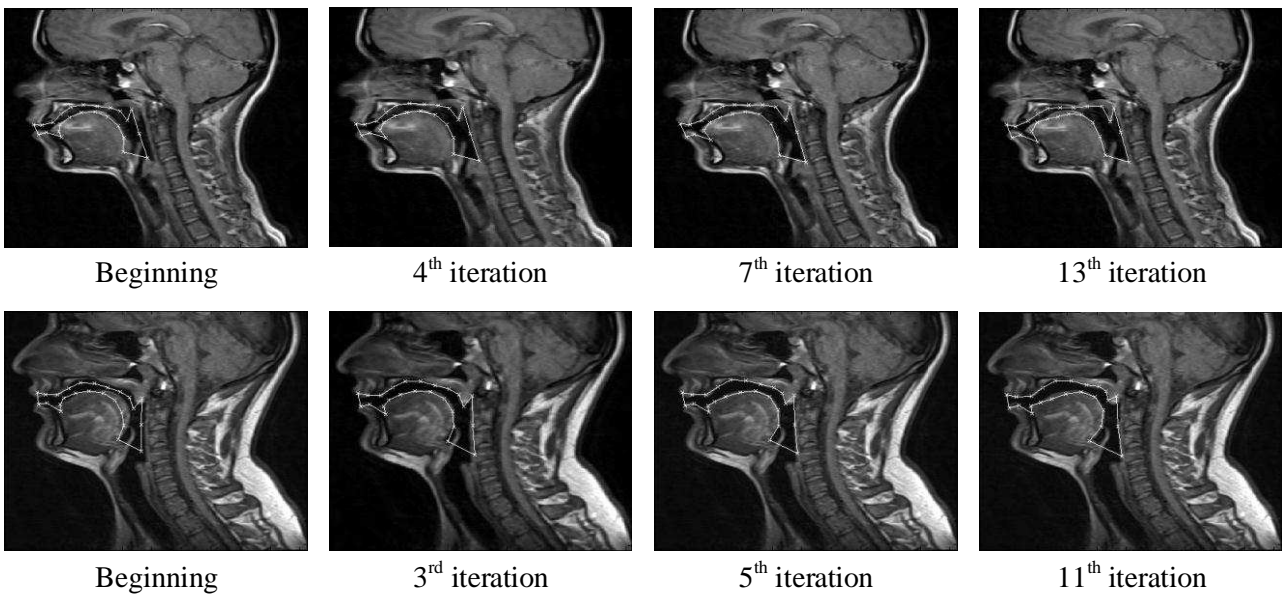 Beginning 4th iteration 7th iteration 13th iteration
Beginning 3rd iteration 5th iteration 11th iteration